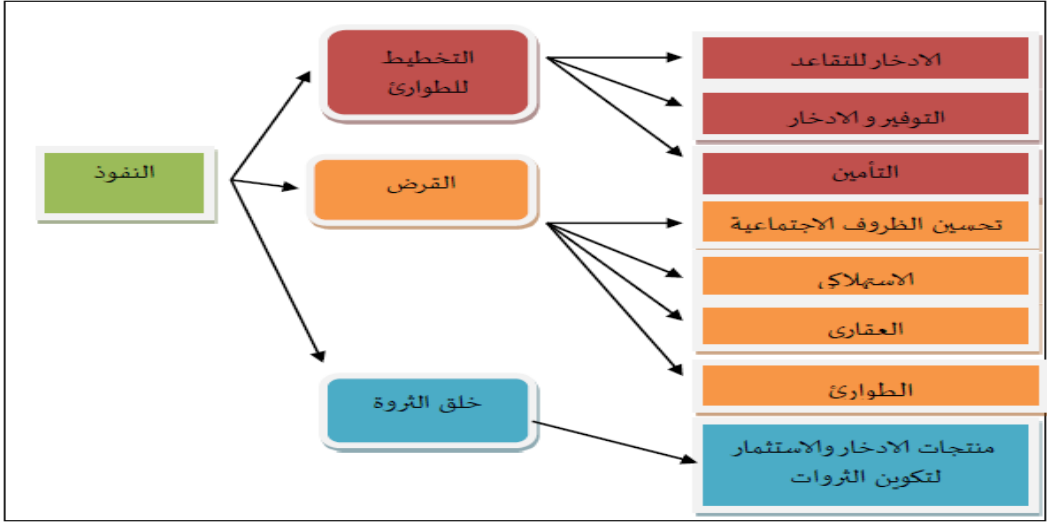 النفوذ
التخطيط
للطوارئ
القرض
خلق الثروة
الادخار للتقاعد
التوفير و الادخار
التأمين
تحسين الظروف الاجتماعية
الاستهلاكي
العقارى
الطوارئ
منتجات الادخار والاستثمار
لتكوين الثروات